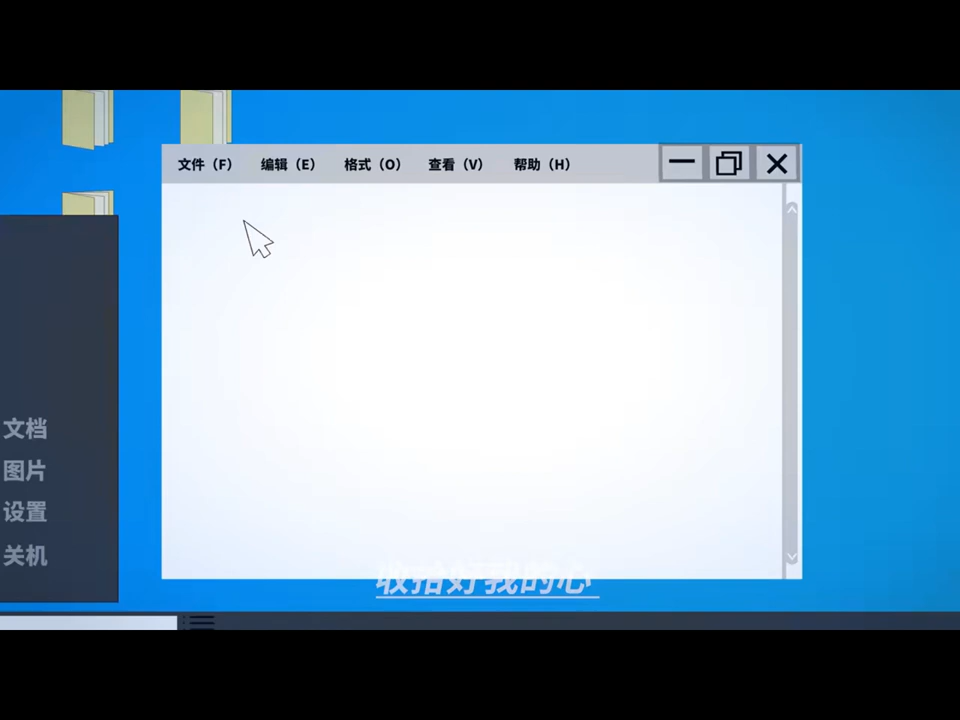 文件（F） 编辑（E） 格式（O） 查看（V） 帮助（H）
文档
图片
设置
关机
收拾好我的心